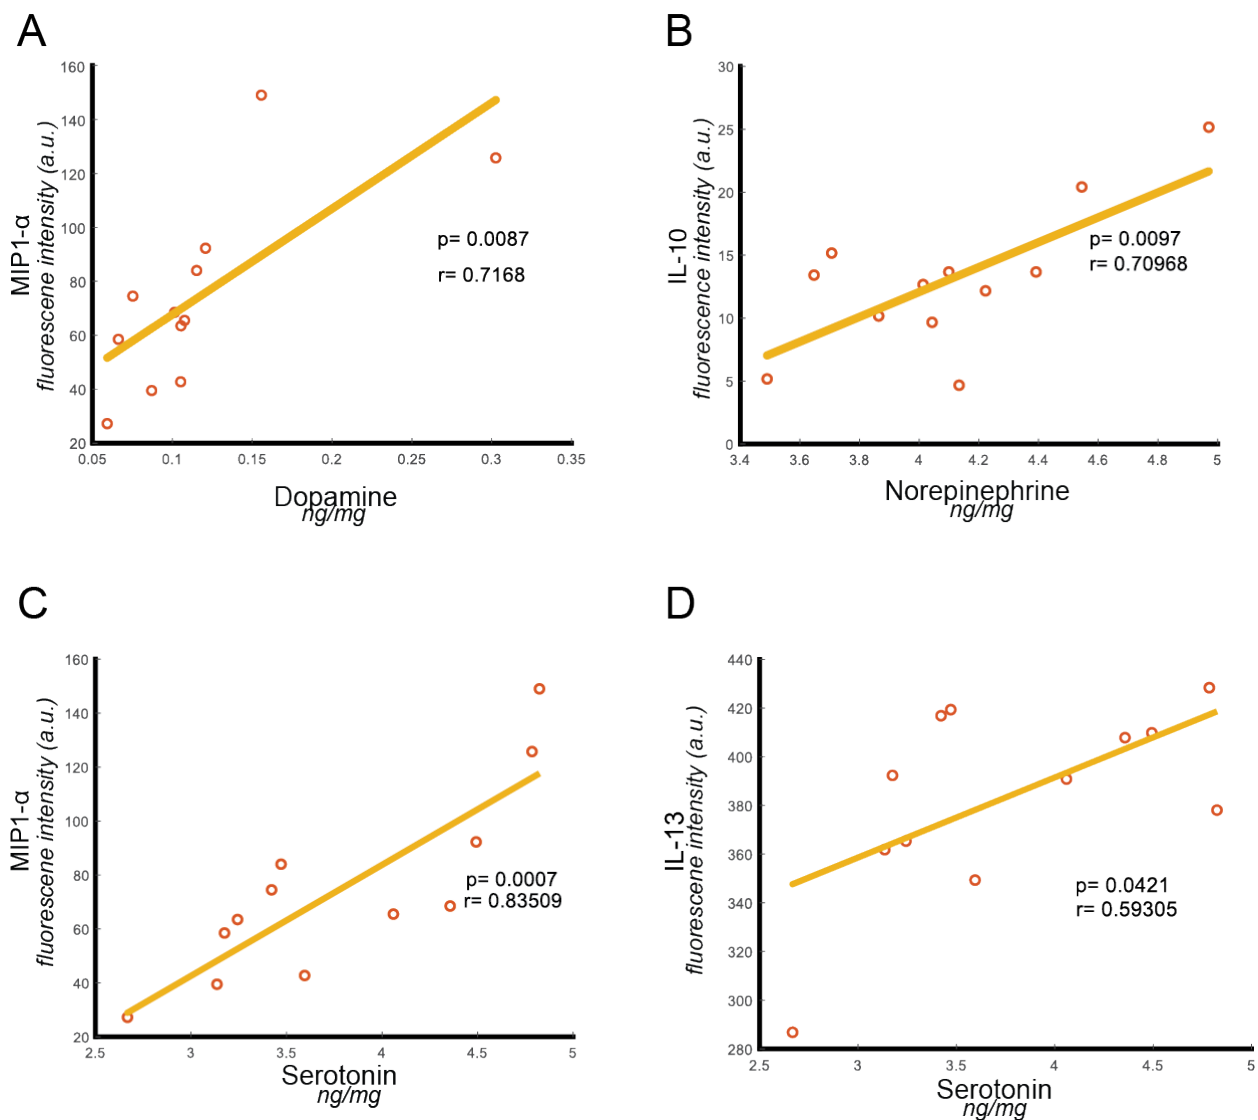 A
160
140
120
100
80
60
40
20
0.05 0.1 0.15 0.2 0.25 0.3 0.35
MIP1-α
fluorescene intensity (a.u.)
p= 0.0087
r= 0.7168
Dopamine
ng/mg
B
30
25
20
15
10
5
0
3.4 3.6 3.8 4 4.2 4.4 4.6 4.8 5
IL-10
fluorescence intensity (a.u.)
p= 0.0097
r= 0.70968
Norepinephrine
ng/mg
C
160
140
120
100
80
60
40
20
2.5 3 3.5 4 4.5 5
MIP1-α
fluorescene intensity (a.u.)
p= 0.0007
r= 0.83509
Serotonin
ng/mg
D
440
420
400
380
360
340
320
300
280
2.5 3 3.5 4 4.5 5
IL-13
fluorescene intensity (a.u.)
p= 0.0421
r= 0.59305
Serotonin
ng/mg